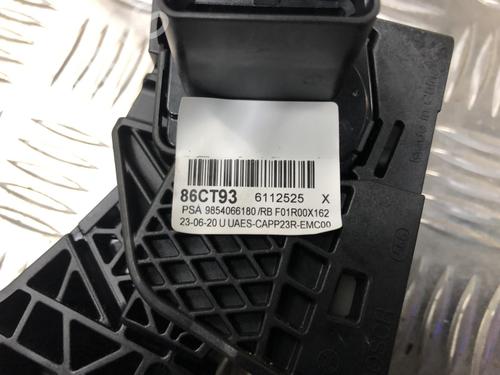 86CT93 6112525 X
PSA 9854066180 /RB F01R00X162
23-06-20 U UAES-CAPP23R-EMC00